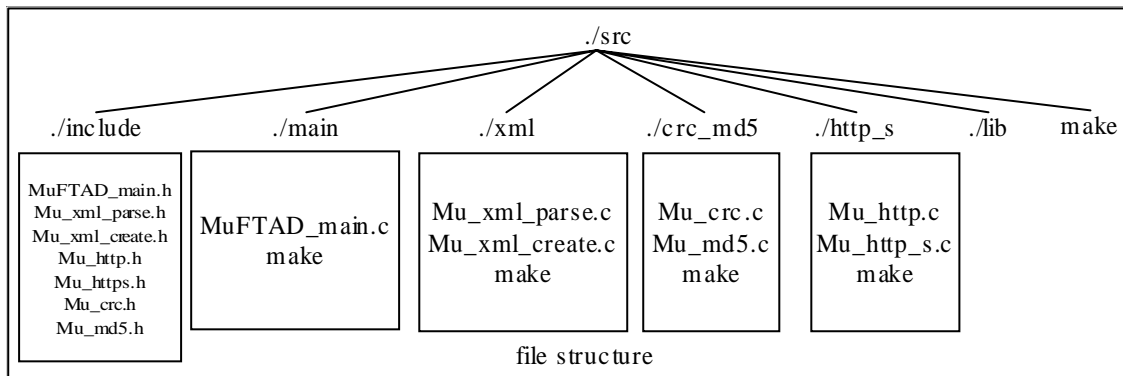 ./src
./include
./main
./xml
./crc_md5
./http_s
./lib
make
MuFTAD_main.h
Mu_xml_parse.h
Mu_xml_create.h
Mu_http.h
Mu_https.h
Mu_crc.h
Mu_md5.h
MuFTAD_main.c
make
Mu_xml_parse.c
Mu_xml_create.c
make
Mu_crc.c
Mu_md5.c
make
Mu_http.c
Mu_http_s.c
make
file structure